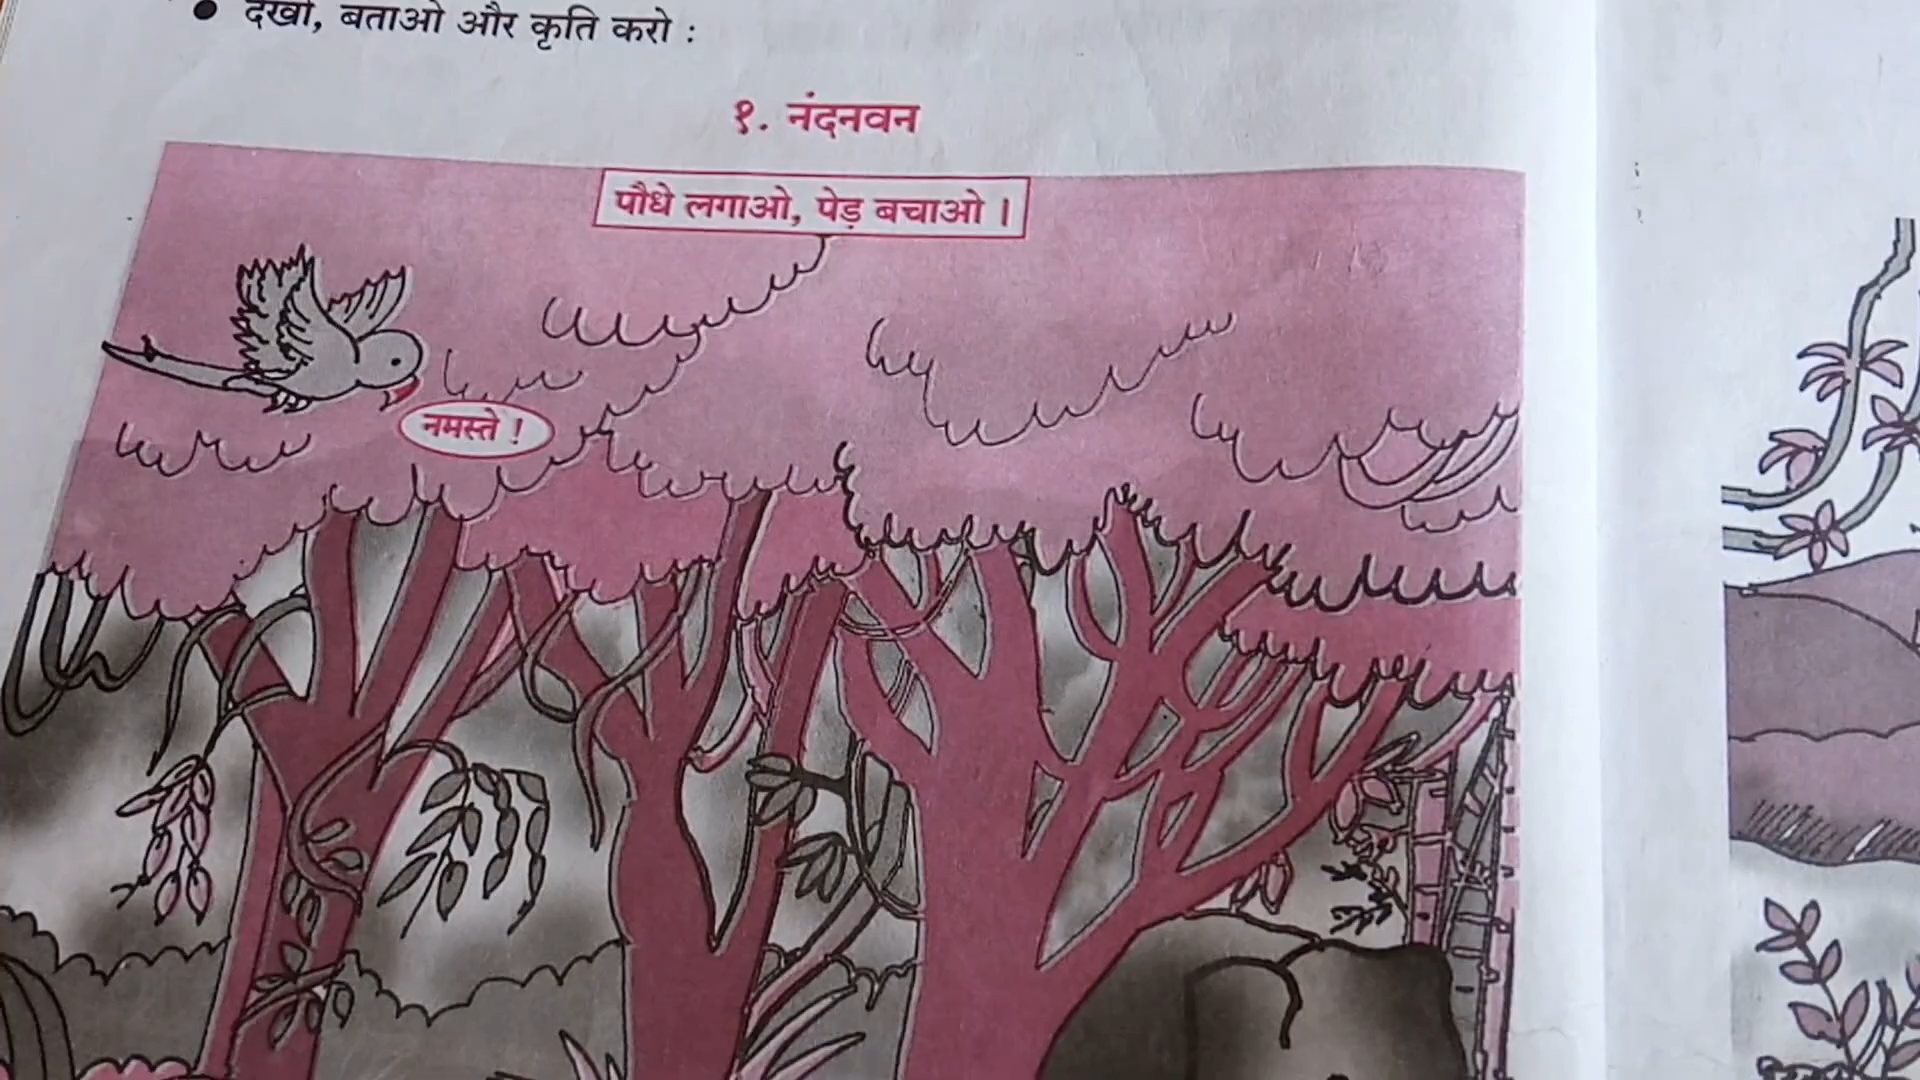 ● देखो, बताओ और कृति करो :
१. नंदनवन
पौधे लगाओ, पेड़ बचाओ ।
नमस्ते !